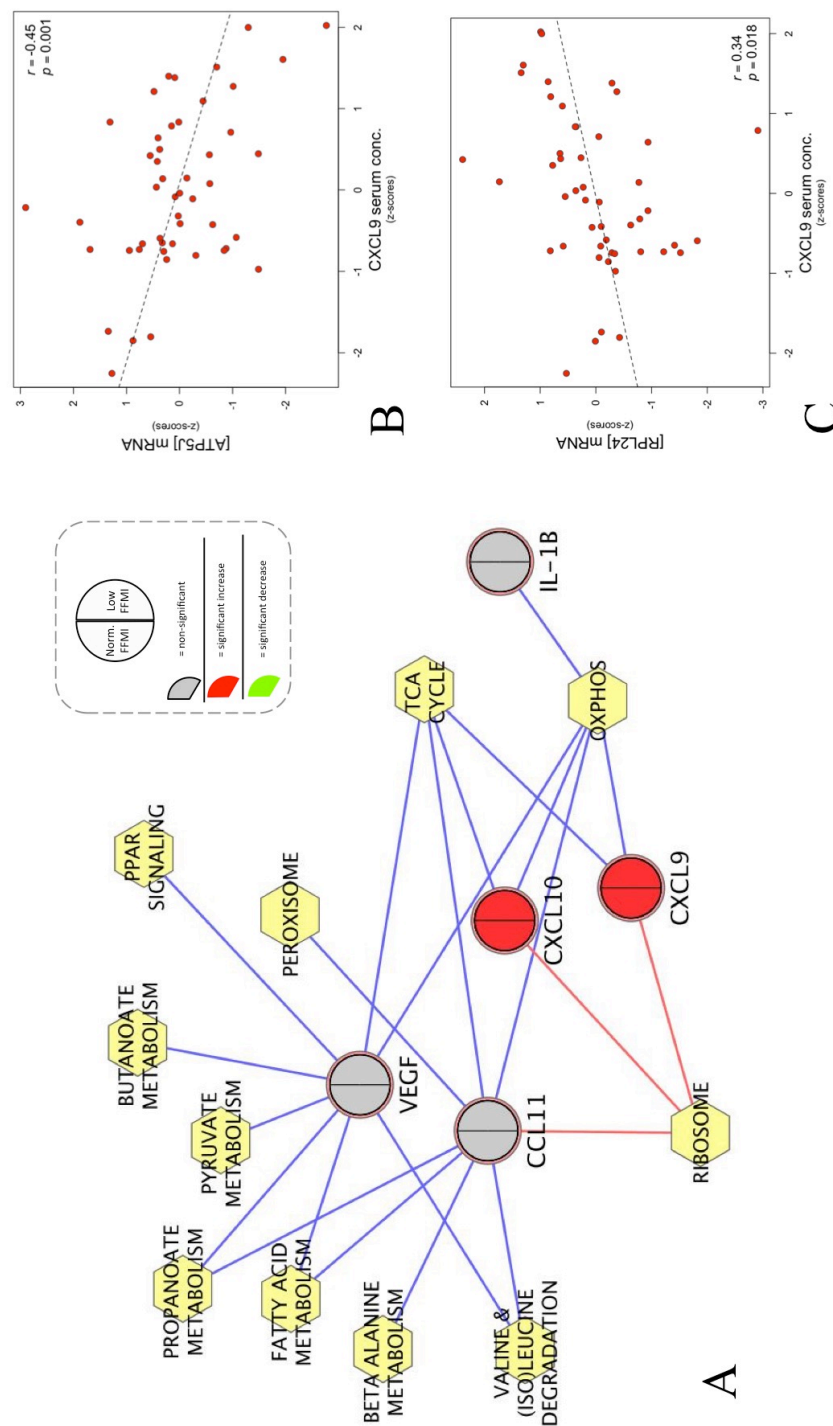 PPAR
SIGNALING
BUTANOATE
METABOLISM
PYRUVATE
METABOLISM
PROPANOATE
METABOLISM
FATTY ACID
METABOLISM
BETA ALANINE
METABOLISM
VALINE &
(ISO)LEUCINE
DEGRADATION
PEROXISOME
VEGF
CCL11
RIBOSOME
CXCL10
CXCL9
TCA
CYCLE
OXPHOS
IL-1B
Norm.
FFMI
Low
FFMI
= non-significant
= significant increase
= significant decrease
A
r = -0.45
p = 0.001
[ATP5J] mRNA
(z-scores)
3
2
1
0
-1
-2
-2
-1
0
1
2
CXCL9 serum conc.
(z-scores)
B
[RPL24] mRNA
(z-scores)
2
1
0
-1
-2
-3
r = 0.34
p = 0.018
-2
-1
0
1
2
CXCL9 serum conc.
(z-scores)
C